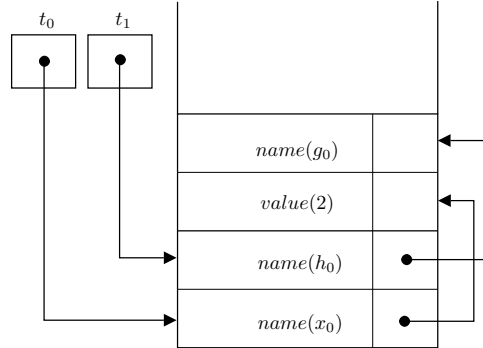 t₀ t₁
name(g₀)
value(2)
name(h₀)
name(x₀)